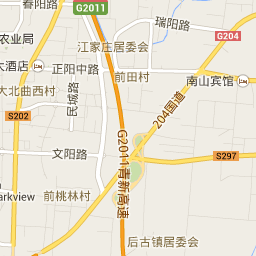 春阳路
G2011
瑞阳路
G204
农业局
江家庄居委会
大酒店
正阳中路
前田村
南山宾馆
大北曲西村
民城路
S202
204国道
G2011青新高速
文阳路
S297
前桃林村
arkview
后古镇居委会